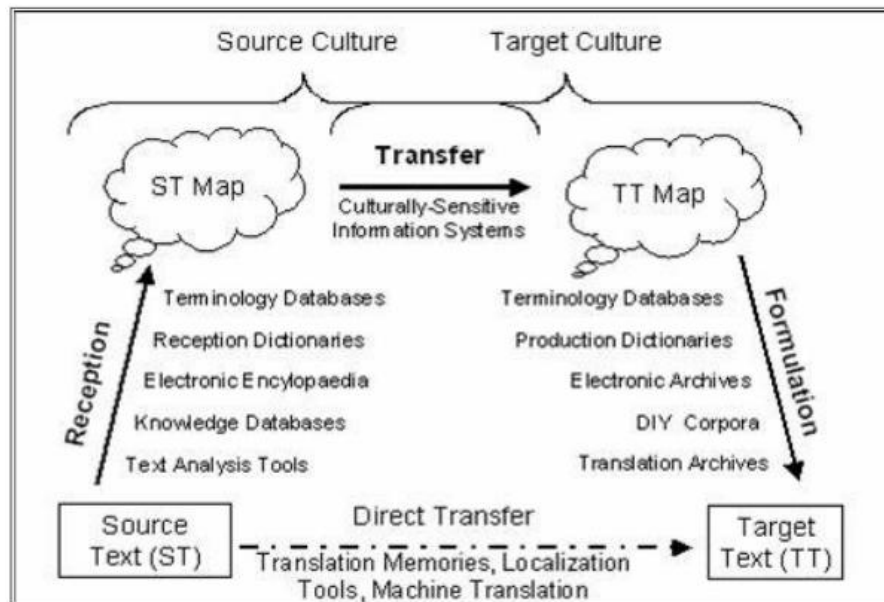 Source Culture
Target Culture
ST Map
Transfer
Culturally-Sensitive
Information Systems
TT Map
Reception
Terminology Databases
Reception Dictionaries
Electronic Encylopaedia
Knowledge Databases
Text Analysis Tools
Terminology Databases
Production Dictionaries
Electronic Archives
DIY Corpora
Translation Archives
Formulation
Source
Text (ST)
Direct Transfer
Translation Memories, Localization
Tools, Machine Translation
Target
Text (TT)